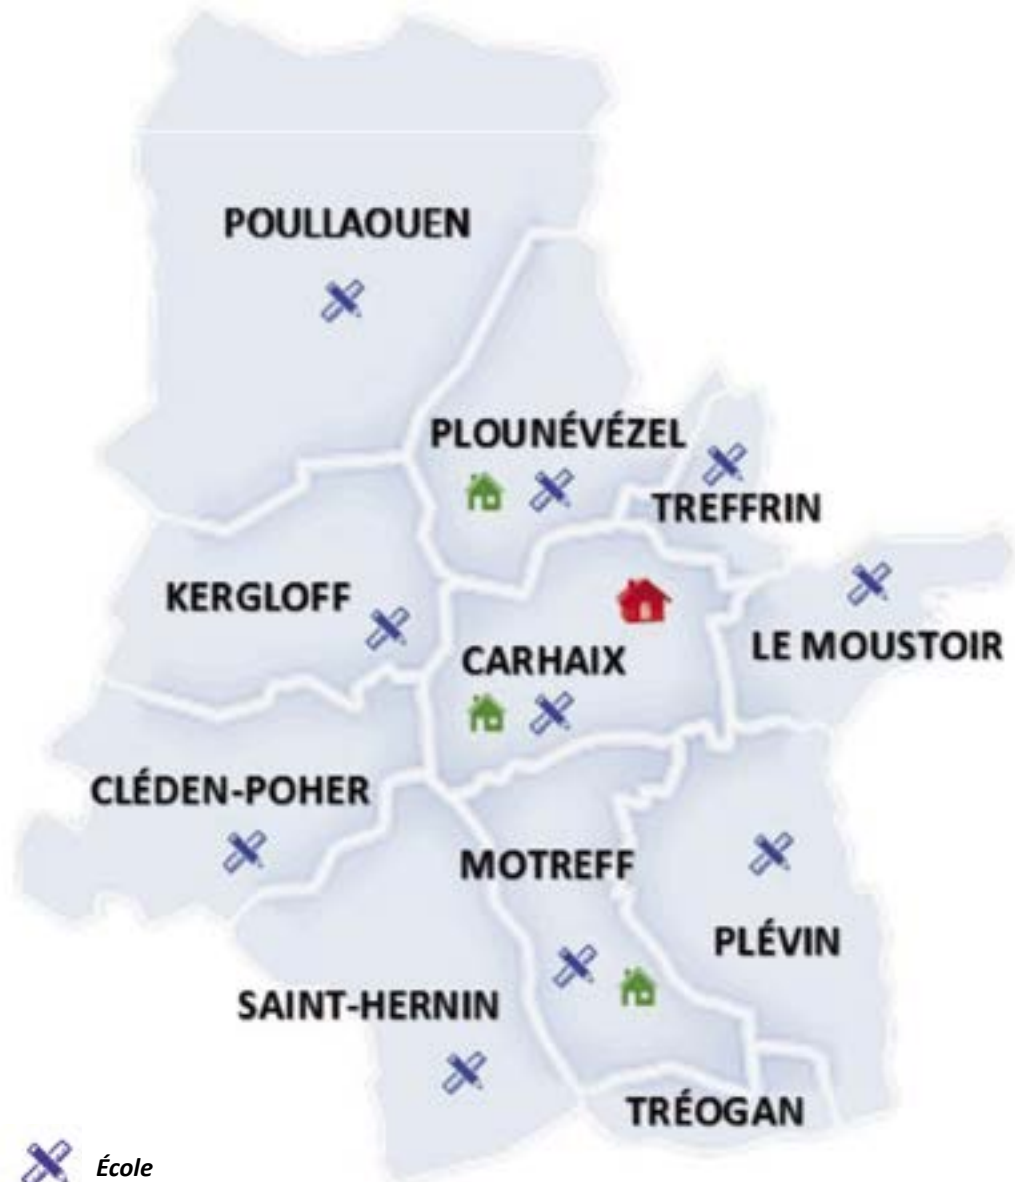 POULLAOUEN
PLOUNÉVÉZEL
TREFFRIN
KERGLOFF
LE MOUSTOIR
CARHAIX
CLÉDEN-POHER
MOTREFF
PLÉVIN
SAINT-HERNIN
TRÉOGAN
École